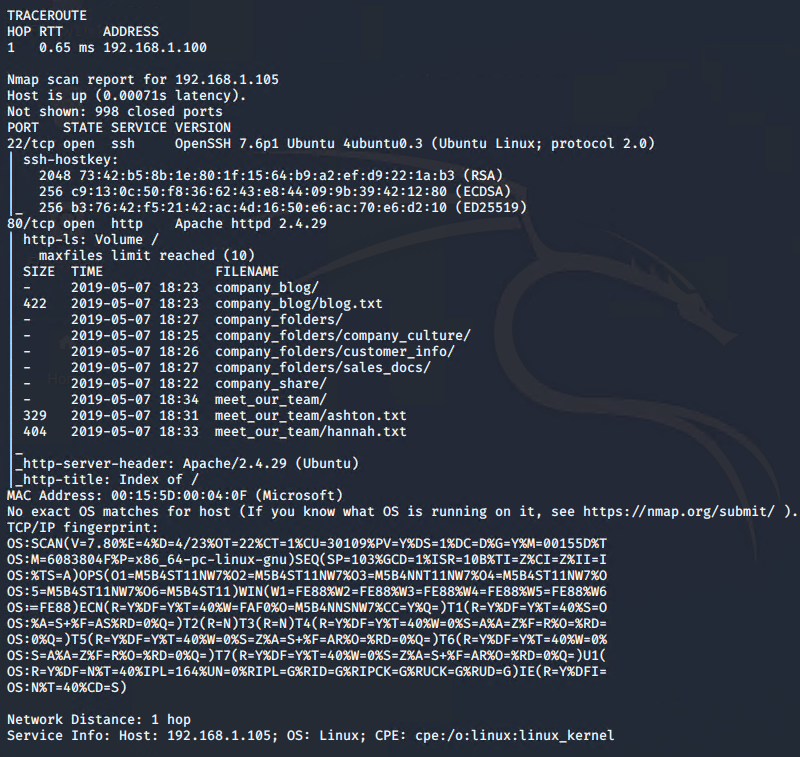 TRACEROUTE
HOP RTT     ADDRESS
1   0.65 ms 192.168.1.100
Nmap scan report for 192.168.1.105
Host is up (0.00071s latency).
Not shown: 998 closed ports
PORT   STATE SERVICE VERSION
22/tcp open  ssh     OpenSSH 7.6p1 Ubuntu 4ubuntu0.3 (Ubuntu Linux; protocol 2.0)
| ssh-hostkey:
|   2048 73:42:b5:8b:1e:80:1f:15:64:b9:a2:ef:d9:22:1a:b3 (RSA)
|   256 c9:13:0c:50:f8:36:62:43:e8:44:09:9b:39:42:12:80 (ECDSA)
|_  256 b3:76:42:f5:21:42:ac:4d:16:50:e6:ac:70:e6:d2:10 (ED25519)
80/tcp open  http    Apache httpd 2.4.29
| http-ls: Volume /
|   maxfiles limit reached (10)
| SIZE  TIME              FILENAME
| -     2019-05-07 18:23  company_blog/
| 422   2019-05-07 18:23  company_blog/blog.txt
| -     2019-05-07 18:27  company_folders/
| -     2019-05-07 18:25  company_folders/company_culture/
| -     2019-05-07 18:26  company_folders/customer_info/
| -     2019-05-07 18:27  company_folders/sales_docs/
| -     2019-05-07 18:22  company_share/
| -     2019-05-07 18:34  meet_our_team/
| 329   2019-05-07 18:31  meet_our_team/ashton.txt
| 404   2019-05-07 18:33  meet_our_team/hannah.txt
|_
|_http-server-header: Apache/2.4.29 (Ubuntu)
|_http-title: Index of /
MAC Address: 00:15:5D:00:04:0F (Microsoft)
No exact OS matches for host (If you know what OS is running on it, see https://nmap.org/submit/ ).
TCP/IP fingerprint:
OS:SCAN(V=7.80%E=4%D=4/23%OT=22%CT=1%CU=30109%PV=Y%DS=1%DC=D%G=Y%M=00155D%T
OS:M=6083804F%P=x86_64-pc-linux-gnu)SEQ(SP=103%GCD=1%ISR=10B%TI=Z%CI=Z%II=I
OS:%TS=A)OPS(O1=M5B4ST11NW7%O2=M5B4ST11NW7%O3=M5B4NNT11NW7%O4=M5B4ST11NW7%O
OS:5=M5B4ST11NW7%O6=M5B4ST11)WIN(W1=FE88%W2=FE88%W3=FE88%W4=FE88%W5=FE88%W6
OS:=FE88)ECN(R=Y%DF=Y%T=40%W=FAF0%O=M5B4NNSNW7%CC=Y%Q=)T1(R=Y%DF=Y%T=40%S=O
OS:%A=S+%F=AS%RD=0%Q=)T2(R=N)T3(R=N)T4(R=Y%DF=Y%T=40%W=0%S=A%A=Z%F=R%O=%RD=
OS:0%Q=)T5(R=Y%DF=Y%T=40%W=0%S=Z%A=S+%F=AR%O=%RD=0%Q=)T6(R=Y%DF=Y%T=40%W=0%
OS:S=A%A=Z%F=R%O=%RD=0%Q=)T7(R=Y%DF=Y%T=40%W=0%S=Z%A=S+%F=AR%O=%RD=0%Q=)U1(
OS:R=Y%DF=N%T=40%IPL=164%UN=0%RIPL=G%RID=G%RIPCK=G%RUCK=G%RUD=G)IE(R=Y%DFI=
OS:N%T=40%CD=S)
Network Distance: 1 hop
Service Info: Host: 192.168.1.105; OS: Linux; CPE: cpe:/o:linux:linux_kernel